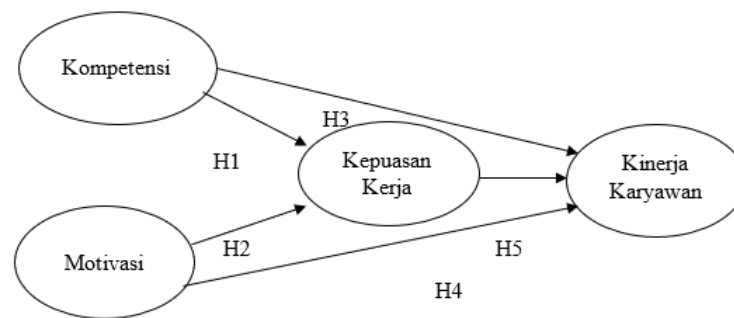 Kompetensi
H3
H1
Kepuasan
Kerja
Kinerja
Karyawan
H2
Motivasi
H5
H4